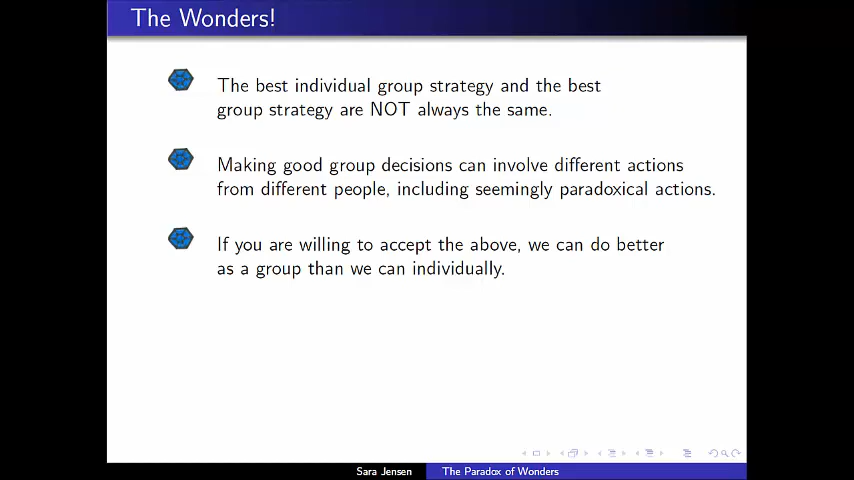 The Wonders!
The best individual group strategy and the best
group strategy are NOT always the same.
Making good group decisions can involve different actions
from different people, including seemingly paradoxical actions.
If you are willing to accept the above, we can do better
as a group than we can individually.
Sara Jensen
The Paradox of Wonders